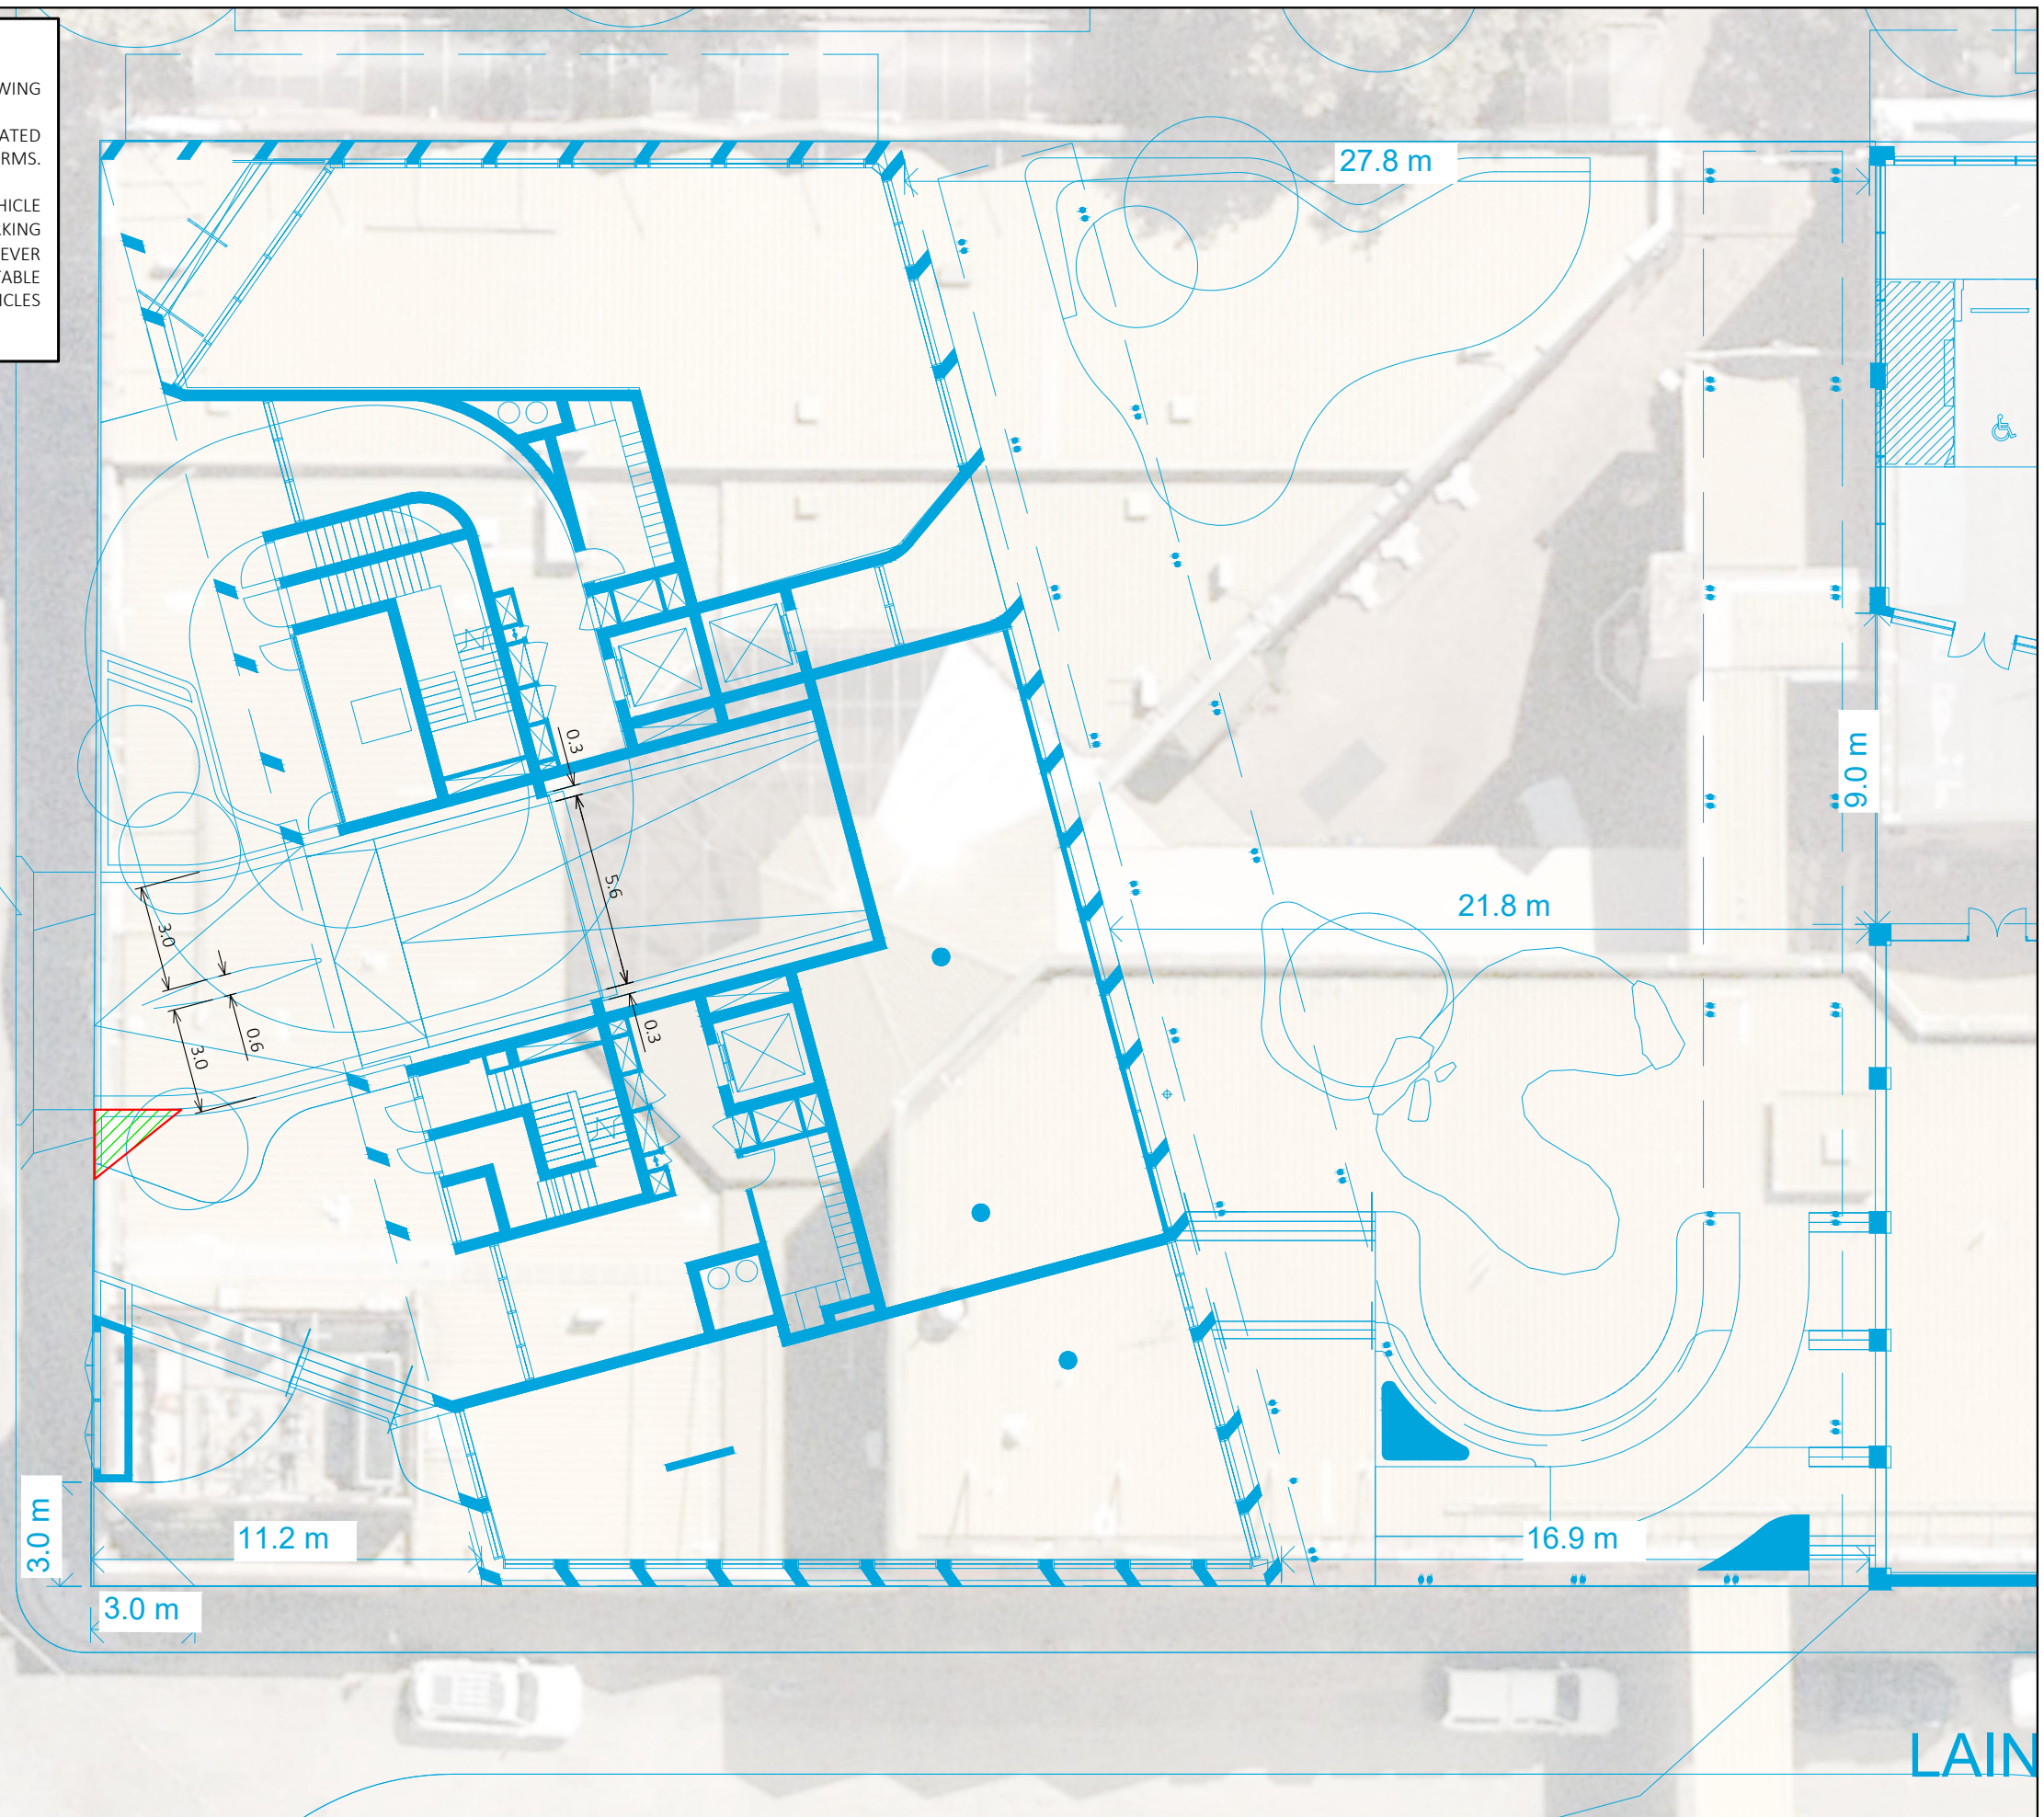 WING
ATED
RMS.
HICLE
RKING
EVER
TABLE
ICLES
27.8 m
0.3
9.0 m
5.6
21.8 m
3.0
0.6
0.3
3.0
3.0 m
11.2 m
16.9 m
3.0 m
LAIN